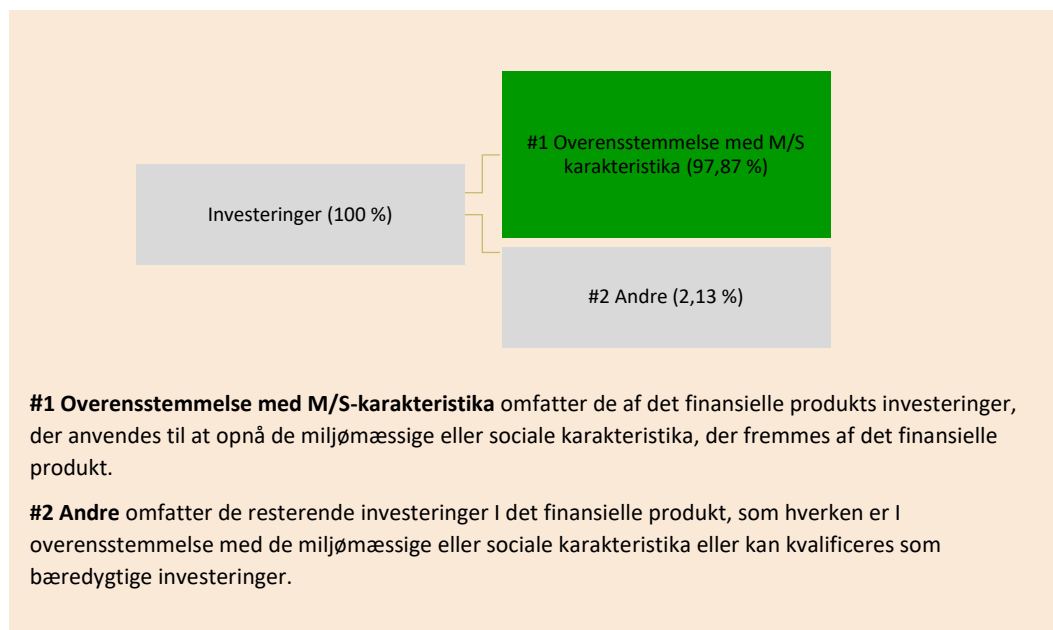 #1 Overensstemmelse med M/S
karakteristika (97,87 %)
Investeringer (100 %)
#2 Andre (2,13 %)
#1 Overensstemmelse med M/S-karakteristika omfatter de af det finansielle produkts investeringer,
der anvendes til at opnå de miljømæssige eller sociale karakteristika, der fremmes af det finansielle
produkt.
#2 Andre omfatter de resterende investeringer I det finansielle produkt, som hverken er I
overensstemmelse med de miljømæssige eller sociale karakteristika eller kan kvalificeres som
bæredygtige investeringer.